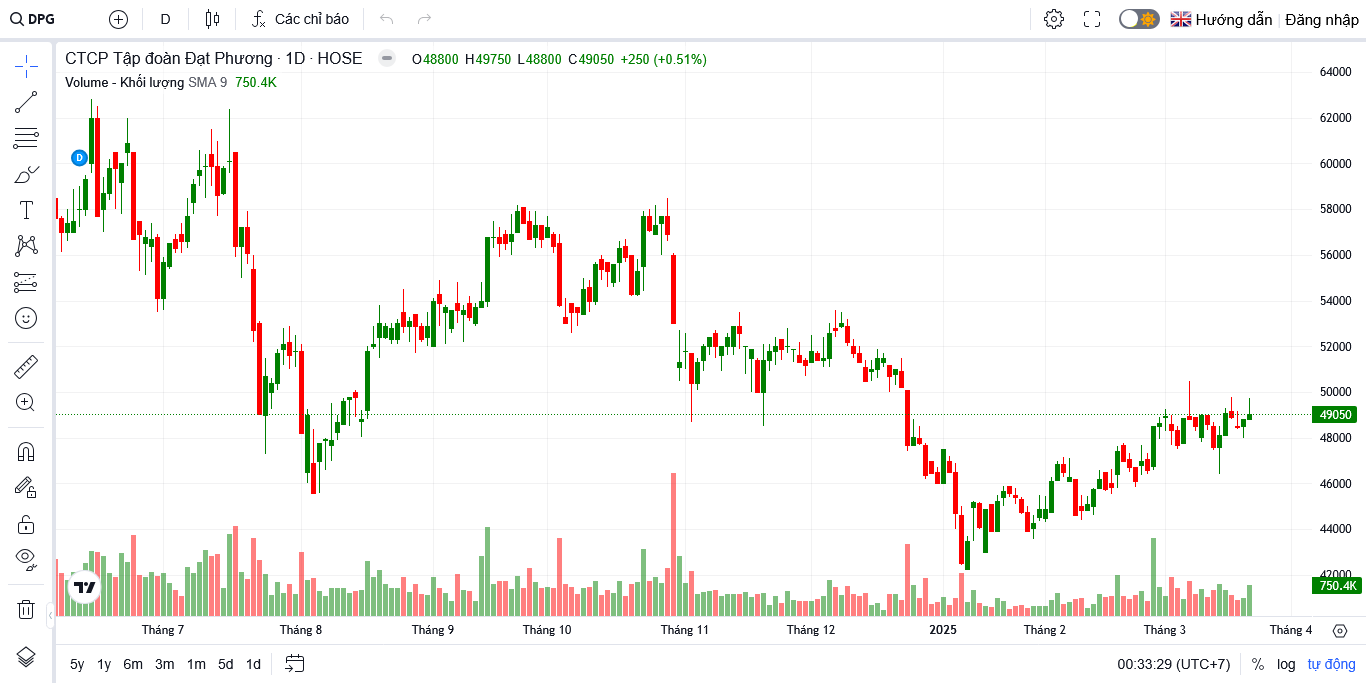 DPG D Các chỉ báo Hướng dẫn Đăng nhập
CTCP Tập đoàn Đạt Phương · 1D · HOSE O48800 H49750 L48800 C49050 +250 (+0.51%)
Volume - Khối lượng SMA 9 750.4K
64000
62000
D
60000
58000
56000
54000
52000
50000
49050
48000
46000
44000
42000
750.4K
Tháng 7 Tháng 8 Tháng 9 Tháng 10 Tháng 11 Tháng 12 2025 Tháng 2 Tháng 3 Tháng 4
5y 1y 6m 3m 1m 5d 1d 00:33:29 (UTC+7) % log tự động